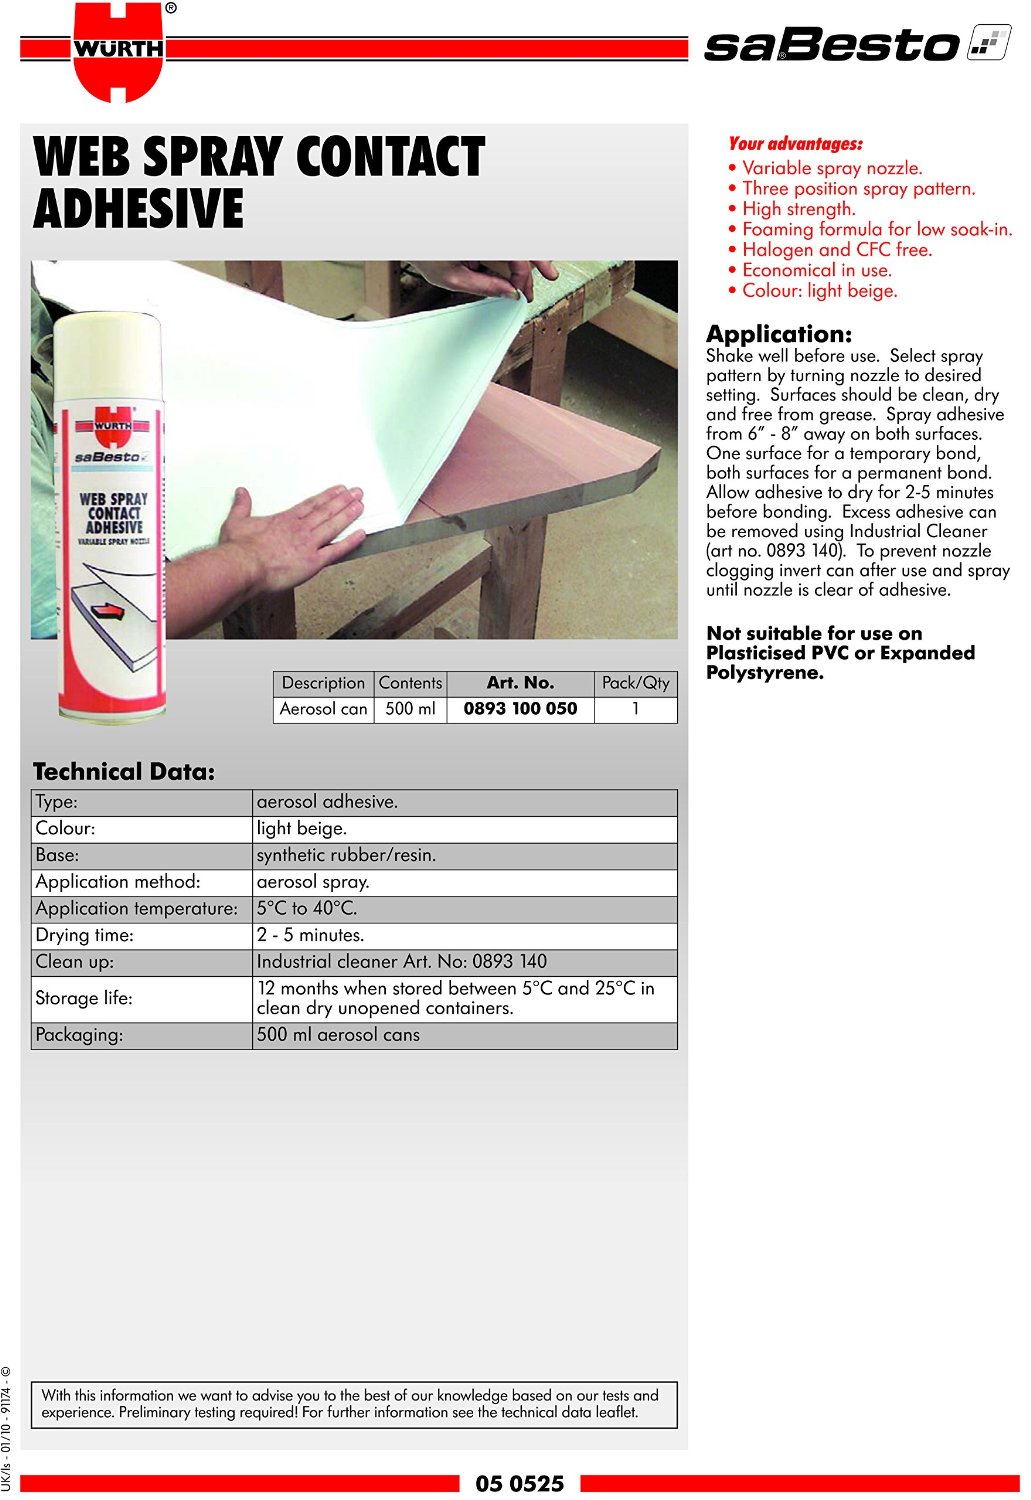 ®
WÜRTH
saBesto
®
WEB SPRAY CONTACT
ADHESIVE
WÜRTH
saBesto
WEB SPRAY
CONTACT
ADHESIVE
VARIABLE SPRAY NOZZLE
Description Contents Art. No. Pack/Qty
Aerosol can 500 ml 0893 100 050 1
Technical Data:
Type: aerosol adhesive.
Colour: light beige.
Base: synthetic rubber/resin.
Application method: aerosol spray.
Application temperature: 5°C to 40°C.
Drying time: 2 - 5 minutes.
Clean up: Industrial cleaner Art. No: 0893 140
Storage life: 12 months when stored between 5°C and 25°C in
clean dry unopened containers.
Packaging: 500 ml aerosol cans
With this information we want to advise you to the best of our knowledge based on our tests and
experience. Preliminary testing required! For further information see the technical data leaflet.
Your advantages:
• Variable spray nozzle.
• Three position spray pattern.
• High strength.
• Foaming formula for low soak-in.
• Halogen and CFC free.
• Economical in use.
• Colour: light beige.
Application:
Shake well before use. Select spray
pattern by turning nozzle to desired
setting. Surfaces should be clean, dry
and free from grease. Spray adhesive
from 6″ - 8″ away on both surfaces.
One surface for a temporary bond,
both surfaces for a permanent bond.
Allow adhesive to dry for 2-5 minutes
before bonding. Excess adhesive can
be removed using Industrial Cleaner
(art no. 0893 140). To prevent nozzle
clogging invert can after use and spray
until nozzle is clear of adhesive.
Not suitable for use on
Plasticised PVC or Expanded
Polystyrene.
UK/ls - 01/10 - 91174 - ©
05 0525